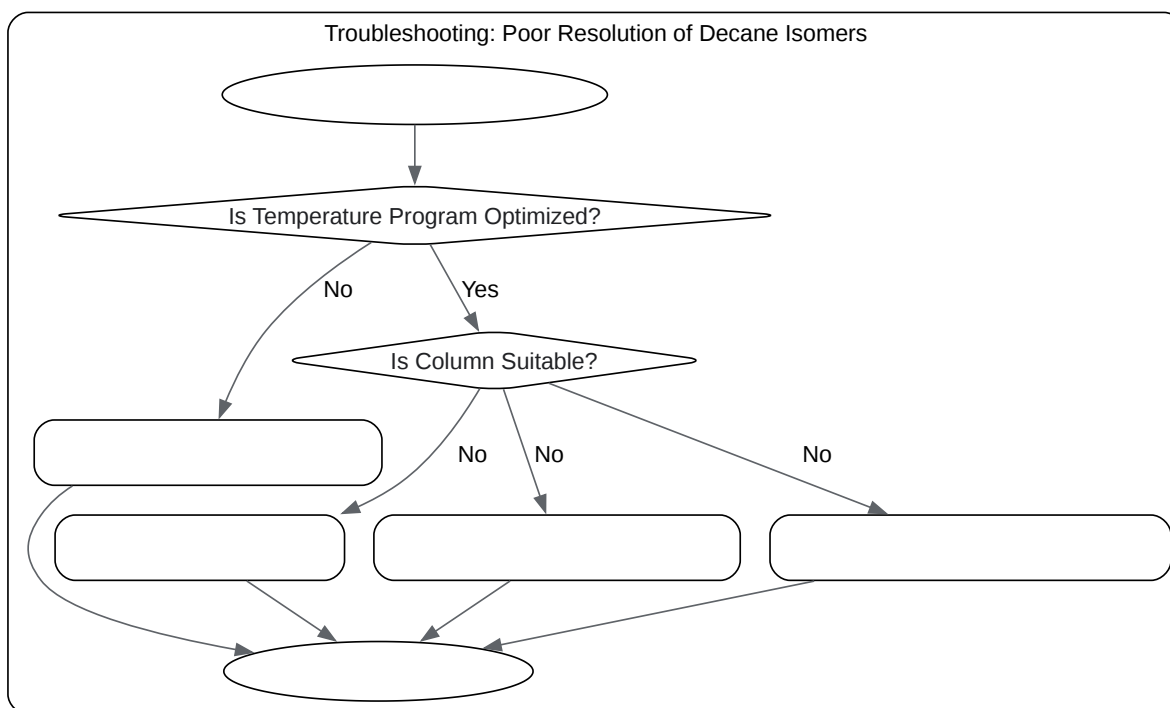 Troubleshooting: Poor Resolution of Decane Isomers
Is Temperature Program Optimized?
No
Yes
Is Column Suitable?
No
No
No